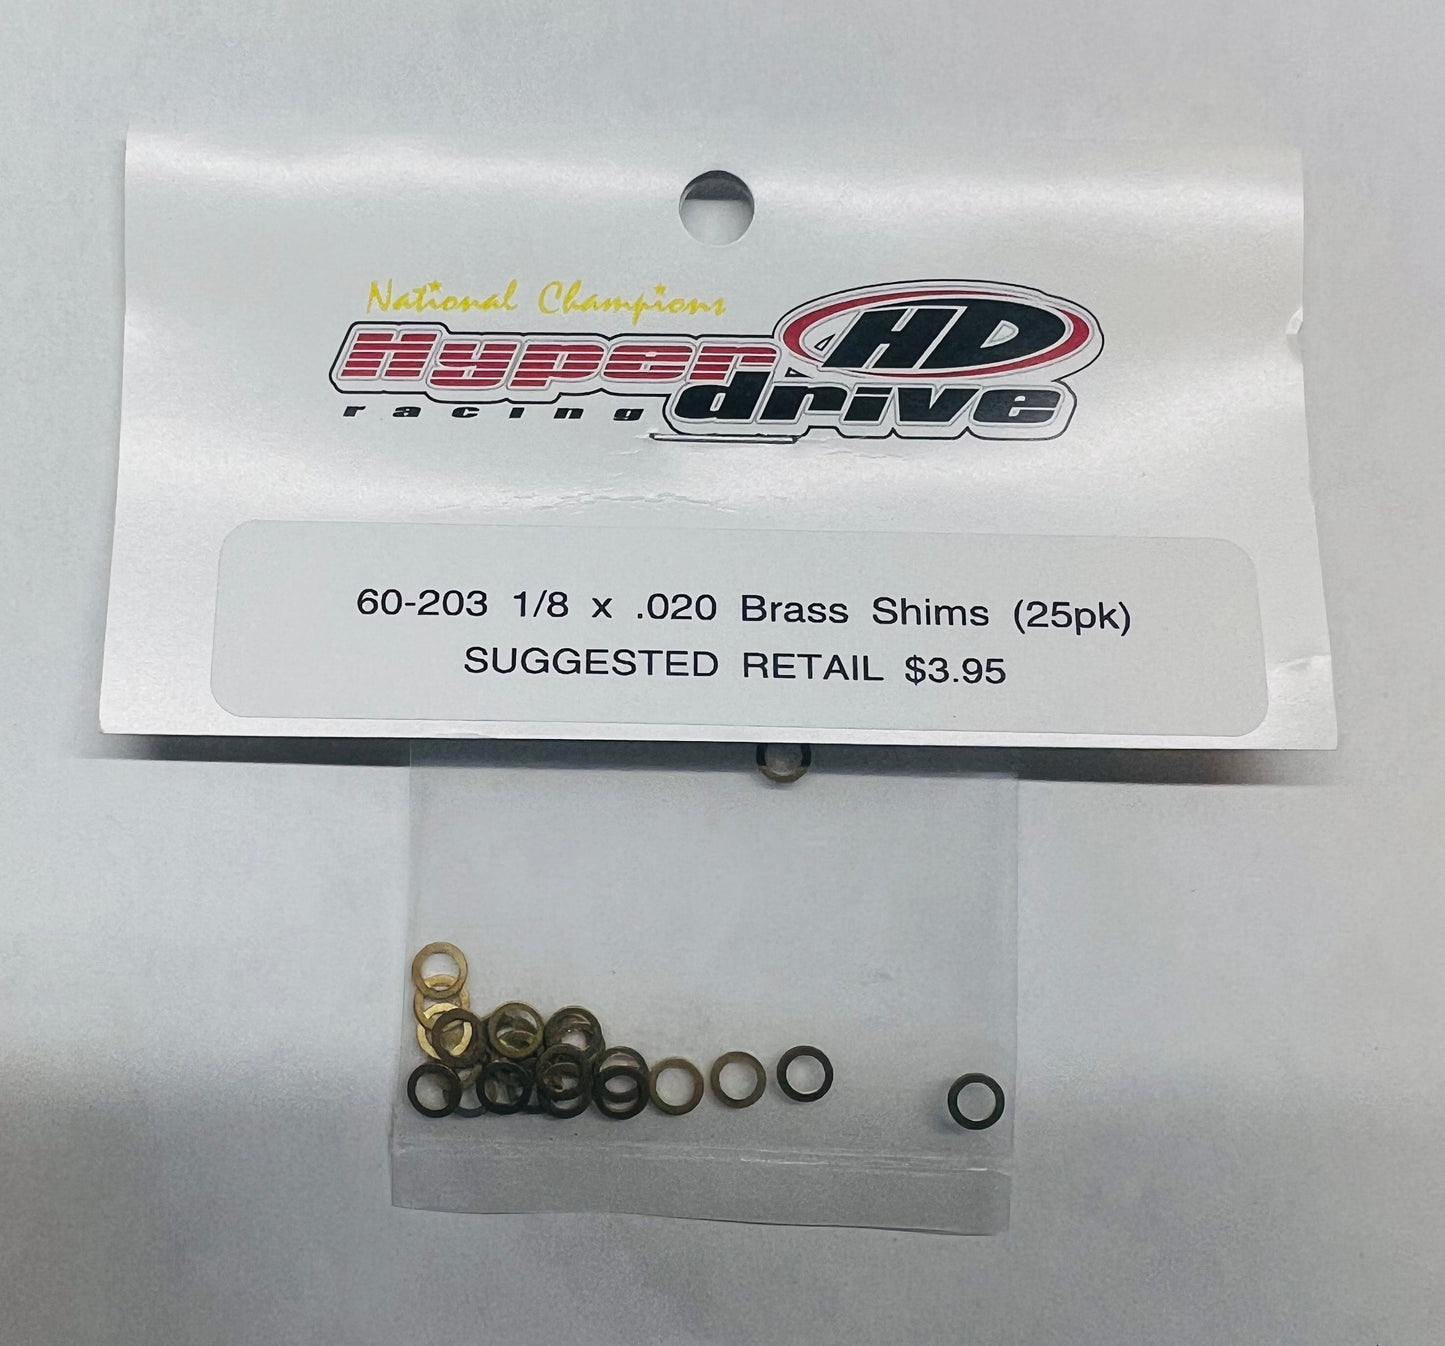 National Champions
HD
Hyper
racing drive
60-203 1/8 x .020 Brass Shims (25pk)
SUGGESTED RETAIL $3.95